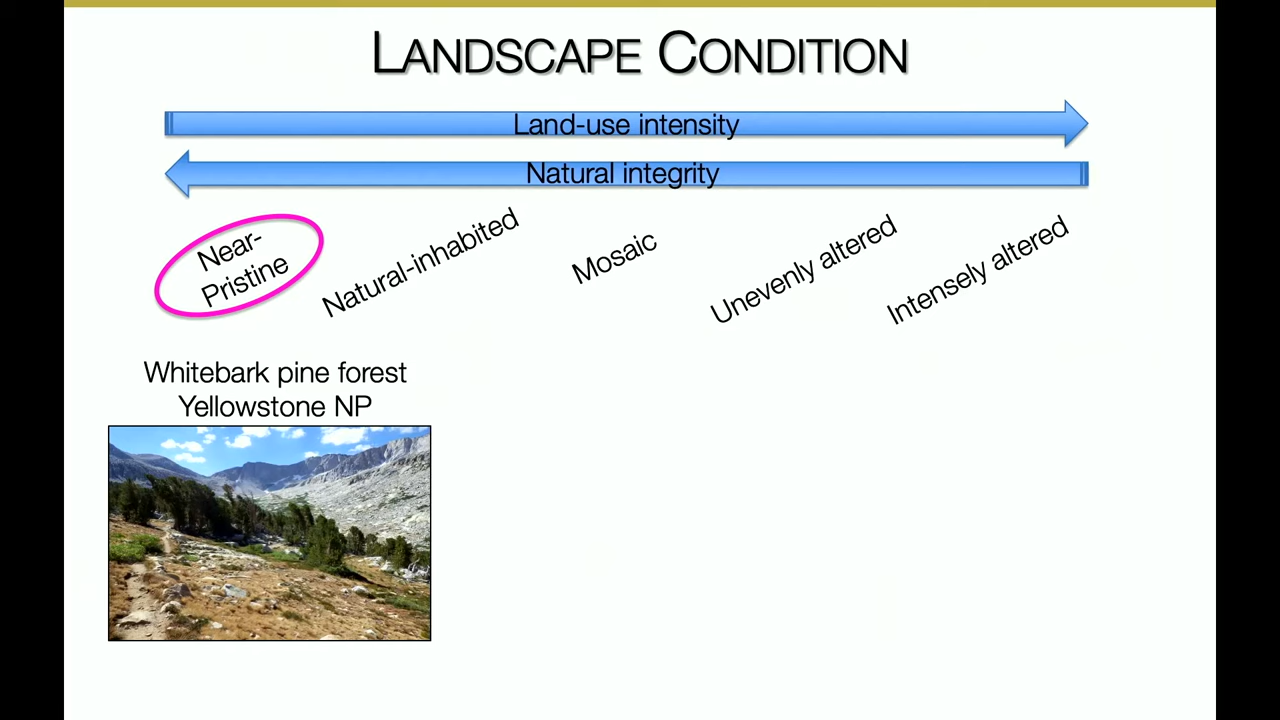 LANDSCAPE CONDITION
Land-use intensity
Natural integrity
Near-
Pristine
Natural-inhabited
Mosaic
Unevenly altered
Intensely altered
Whitebark pine forest
Yellowstone NP